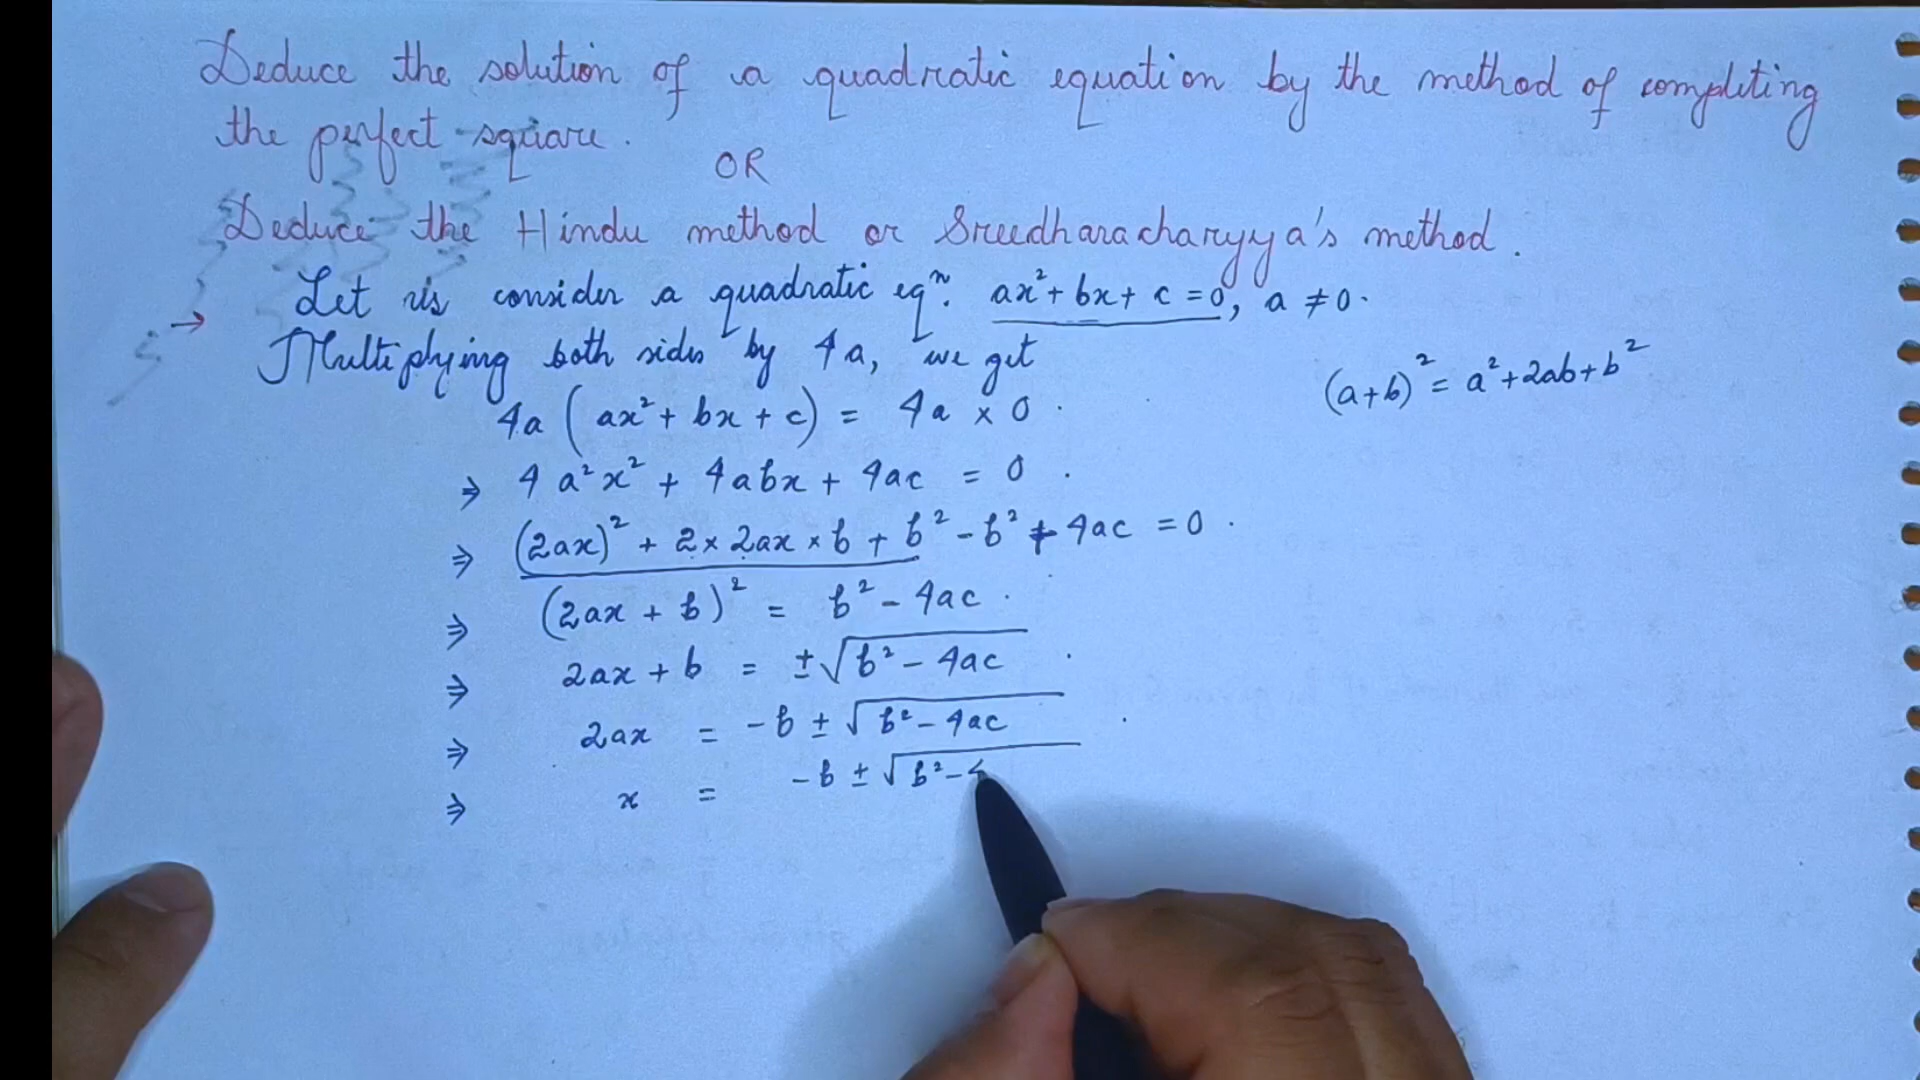 Deduce the solution of a quadratic equation by the method of completing
the perfect square.
OR
Deduce the Hindu method or Sreedharacharyya's method.
→ Let us consider a quadratic eqⁿ. ax² + bx + c = 0, a ≠ 0.
Multiplying both sides by 4a, we get
(a+b)² = a² + 2ab + b²
4a (ax² + bx + c) = 4a × 0.
⇒ 4a²x² + 4abx + 4ac = 0.
⇒ (2ax)² + 2 × 2ax × b + b² - b² + 4ac = 0.
⇒ (2ax + b)² = b² - 4ac.
⇒ 2ax + b = ±√b² - 4ac.
⇒ 2ax = -b ± √b² - 4ac.
⇒ x = -b ± √b² - 4